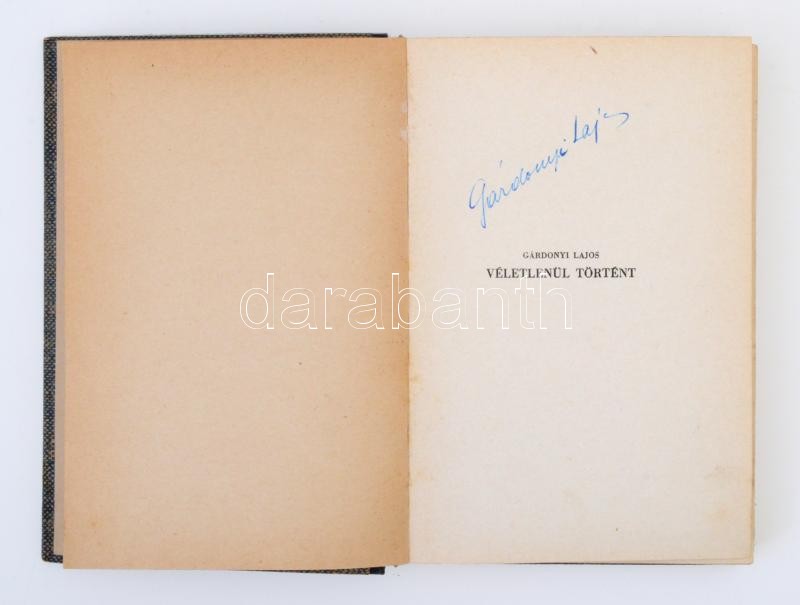 Gárdonyi Lajos
GÁRDONYI LAJOS
VÉLETLENÜL TÖRTÉNT
darabanth